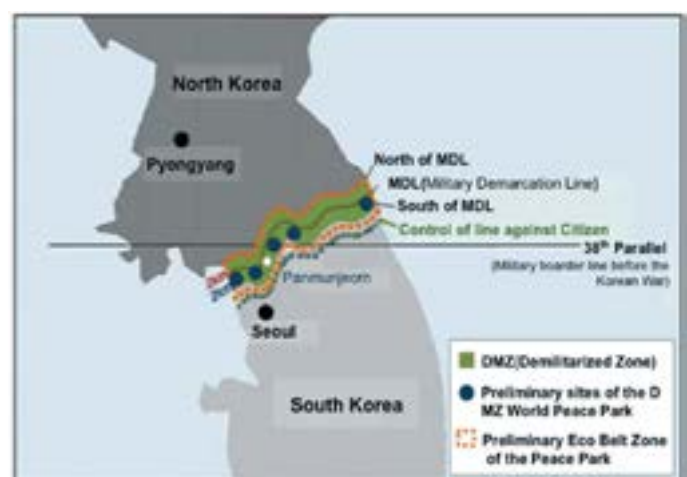 North Korea
Pyongyang
North of MDL
MDL(Military Demarcation Line)
South of MDL
Control of line against Citizen
38th Parallel
(Military boarder line before the
Korean War)
2km
2km
Panmunjeom
Seoul
South Korea
DMZ(Demilitarized Zone)
Preliminary sites of the D
MZ World Peace Park
Preliminary Eco Belt Zone
of the Peace Park